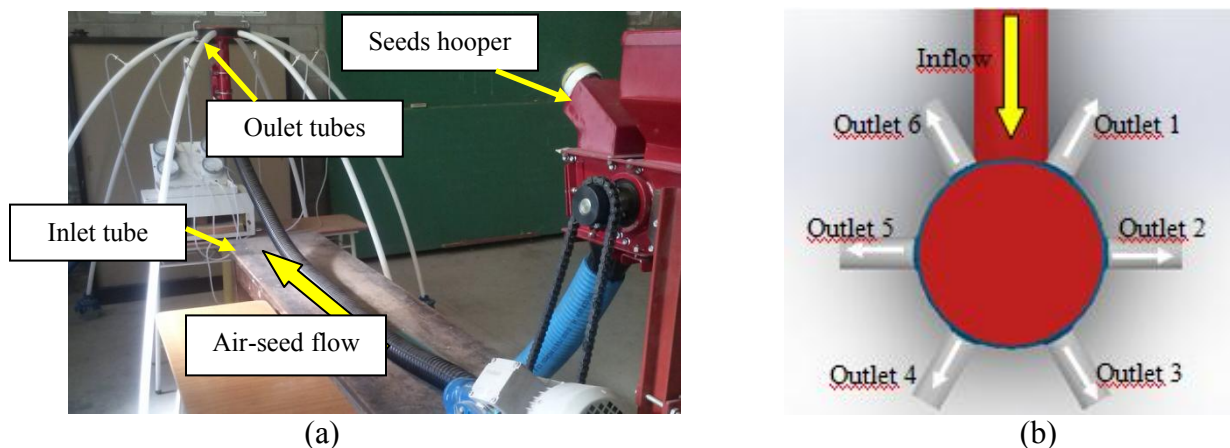 Seeds hooper
Oulet tubes
Inlet tube
Air-seed flow
(a)
Inflow
Outlet 6
Outlet 1
Outlet 5
Outlet 2
Outlet 4
Outlet 3
(b)